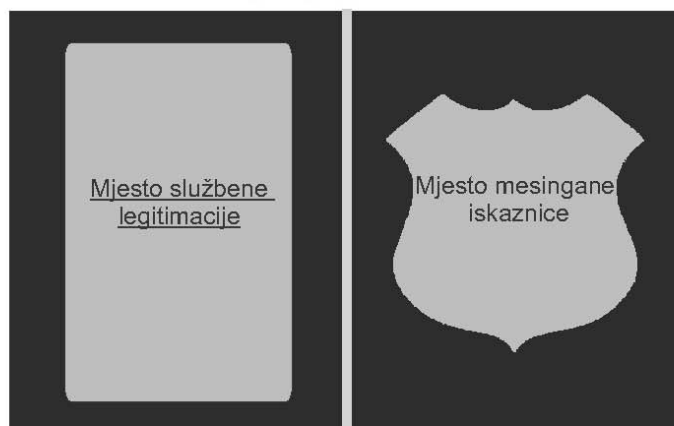 Mjesto službene
legitimacije
Mjesto mesingane
iskaznice